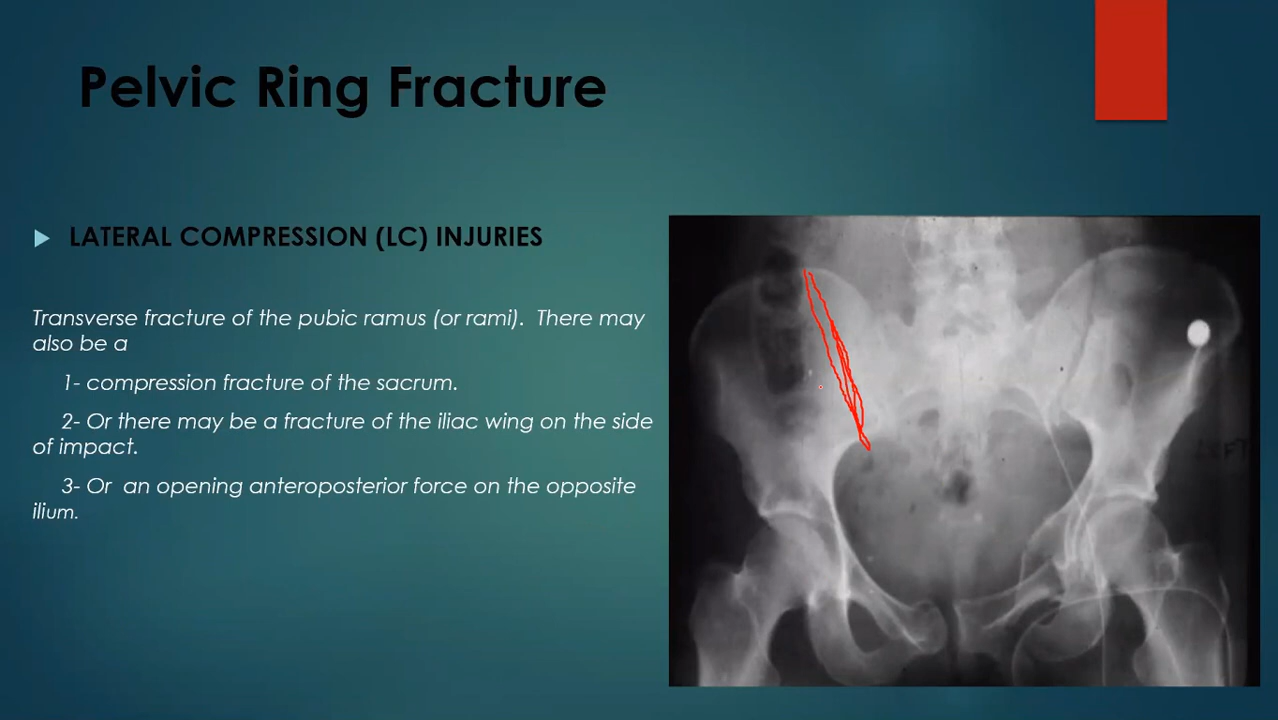 Pelvic Ring Fracture
LATERAL COMPRESSION (LC) INJURIES
Transverse fracture of the pubic ramus (or rami). There may
also be a
1- compression fracture of the sacrum.
2- Or there may be a fracture of the iliac wing on the side
of impact.
3- Or an opening anteroposterior force on the opposite
ilium.